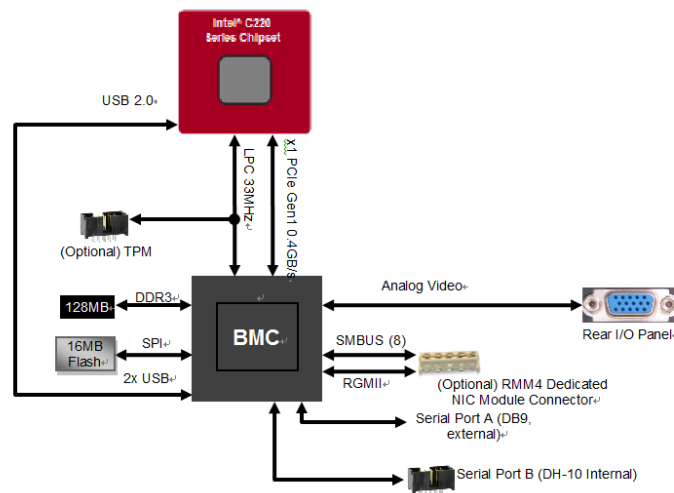 Intel® C220
Series Chipset
USB 2.0
LPC 33MHz
x1 PCIe Gen1 0.4GB/s
(Optional) TPM
DDR3
128MB
Analog Video
BMC
Rear I/O Panel
SPI
16MB
Flash
SMBUS (8)
2x USB
RGMII
(Optional) RMM4 Dedicated
NIC Module Connector
Serial Port A (DB9,
external)
Serial Port B (DH-10 Internal)